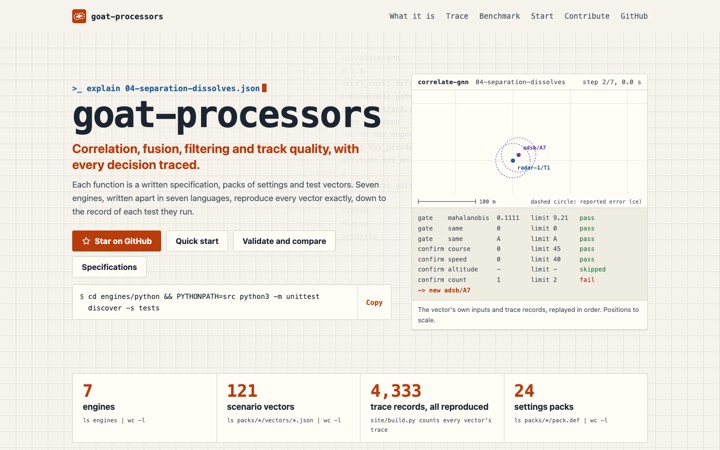 goat-processors
What it is Trace Benchmark Start Contribute GitHub
>_ explain 04-separation-dissolves.json
goat-processors
Correlation, fusion, filtering and track quality, with
every decision traced.
Each function is a written specification, packs of settings and test vectors. Seven
engines, written apart in seven languages, reproduce every vector exactly, down to
the record of each test they run.
Star on GitHub Quick start Validate and compare
Specifications
$ cd engines/python && PYTHONPATH=src python3 -m unittest
discover -s tests
Copy
correlate-gnn 04-separation-dissolves step 2/7, 0.0 s
adsb/A7
radar-1/T1
100 m dashed circle: reported error (ce)
gate mahalanobis 0.1111 limit 9.21 pass
gate same 0 limit 0 pass
gate same A limit A pass
confirm course 0 limit 45 pass
confirm speed 0 limit 40 pass
confirm altitude - limit - skipped
confirm count 1 limit 2 fail
-> new adsb/A7
The vector's own inputs and trace records, replayed in order. Positions to
scale.
7
engines
ls engines | wc -l
121
scenario vectors
ls packs/*/vectors/*.json | wc -l
4,333
trace records, all reproduced
site/build.py counts every vector's
trace
24
settings packs
ls packs/*/pack.def | wc -l